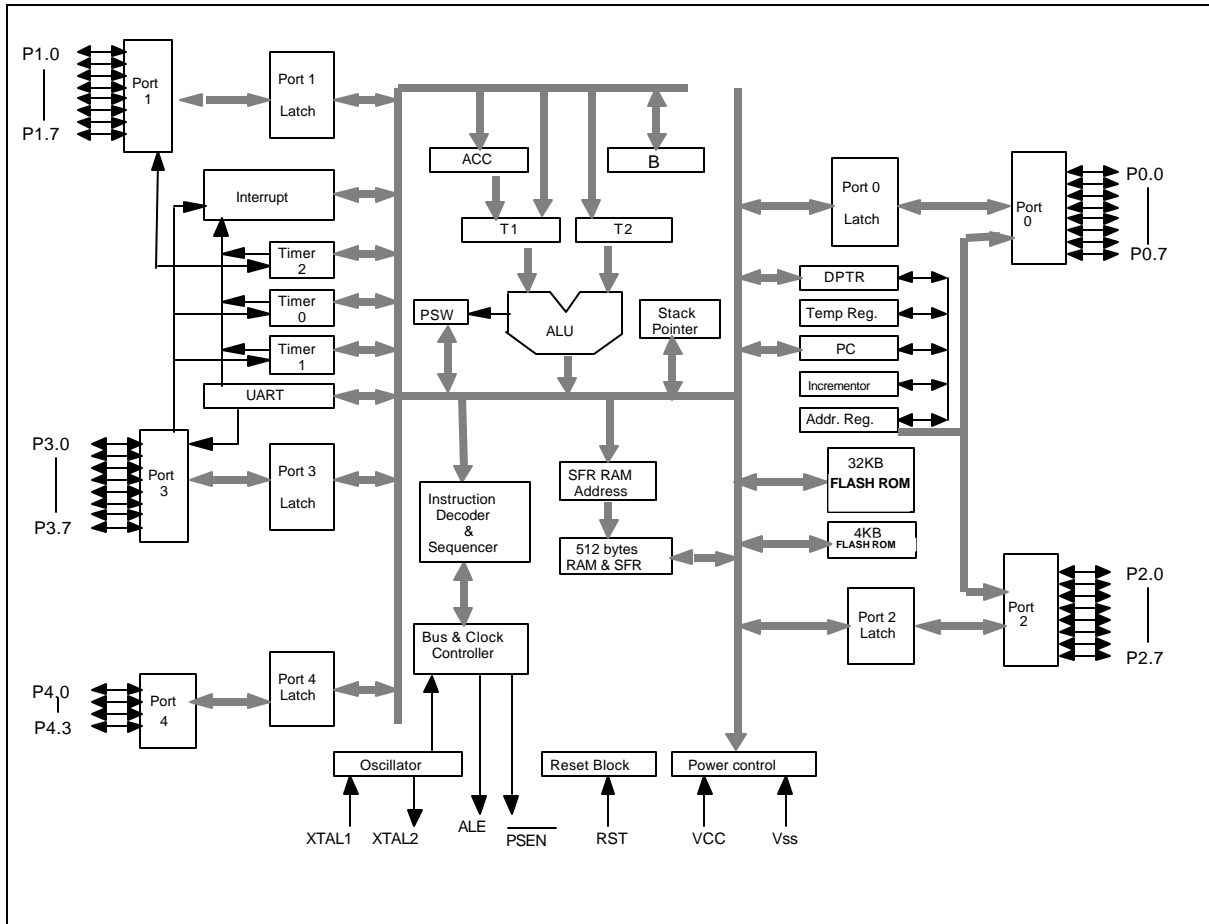 P1.0
P1.7
Port
1
Port 1
Latch
ACC
B
Interrupt
T1
T2
Port 0
Latch
Port
0
P0.0
P0.7
Timer
2
Timer
0
Timer
1
UART
PSW
ALU
Stack
Pointer
DPTR
Temp Reg.
PC
Incrementor
Addr. Reg.
P3.0
P3.7
Port
3
Port 3
Latch
Instruction
Decoder
&
Sequencer
SFR RAM
Address
512 bytes
RAM & SFR
32KB
FLASH ROM
4KB
FLASH ROM
Port
2
P2.0
P2.7
Port 2
Latch
Bus & Clock
Controller
P4.0
P4.3
Port
4
Port 4
Latch
Oscillator
Reset Block
Power control
XTAL1
XTAL2
ALE
PSEN
RST
VCC
Vss